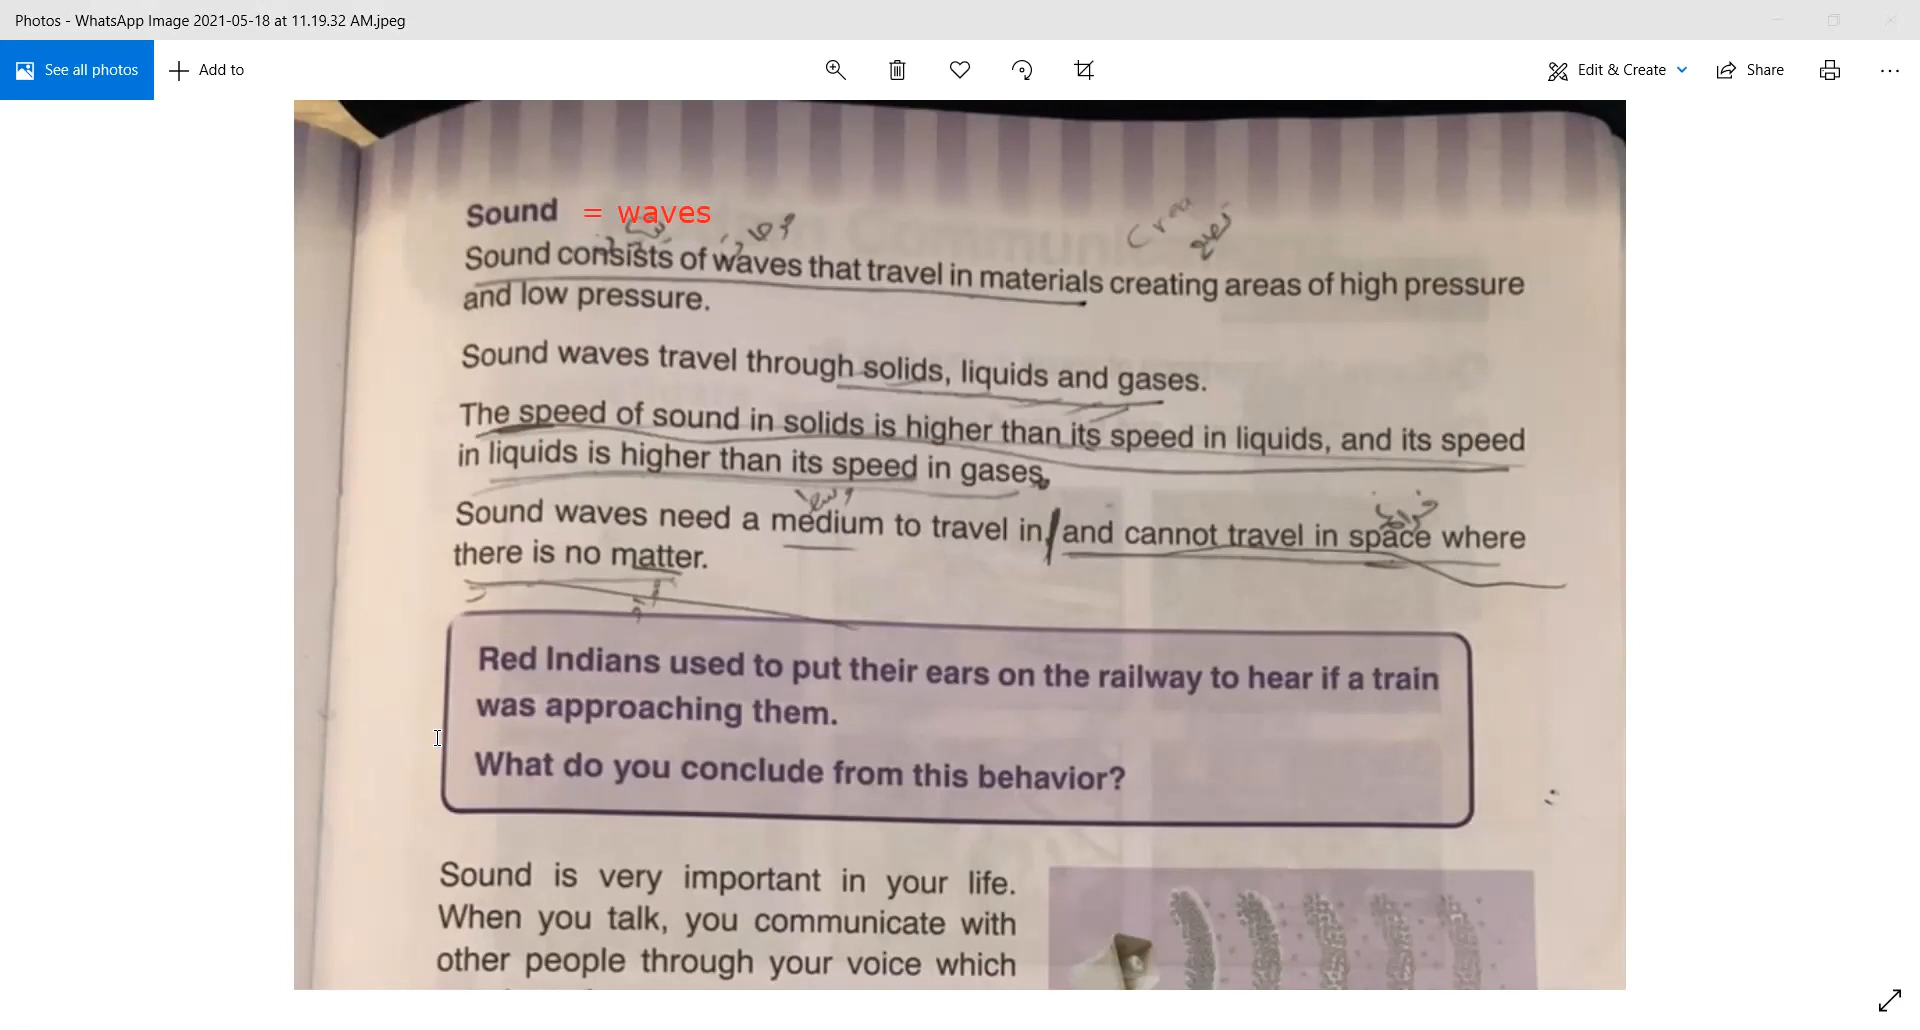 Photos - WhatsApp Image 2021-05-18 at 11.19.32 AM.jpeg
See all photos
Add to
Edit & Create
Share
Sound = waves
Sound consists of waves that travel in materials creating areas of high pressure
and low pressure.
Sound waves travel through solids, liquids and gases.
The speed of sound in solids is higher than its speed in liquids, and its speed
in liquids is higher than its speed in gases.
Sound waves need a medium to travel in, and cannot travel in space where
there is no matter.
Red Indians used to put their ears on the railway to hear if a train
was approaching them.
What do you conclude from this behavior?
Sound is very important in your life.
When you talk, you communicate with
other people through your voice which